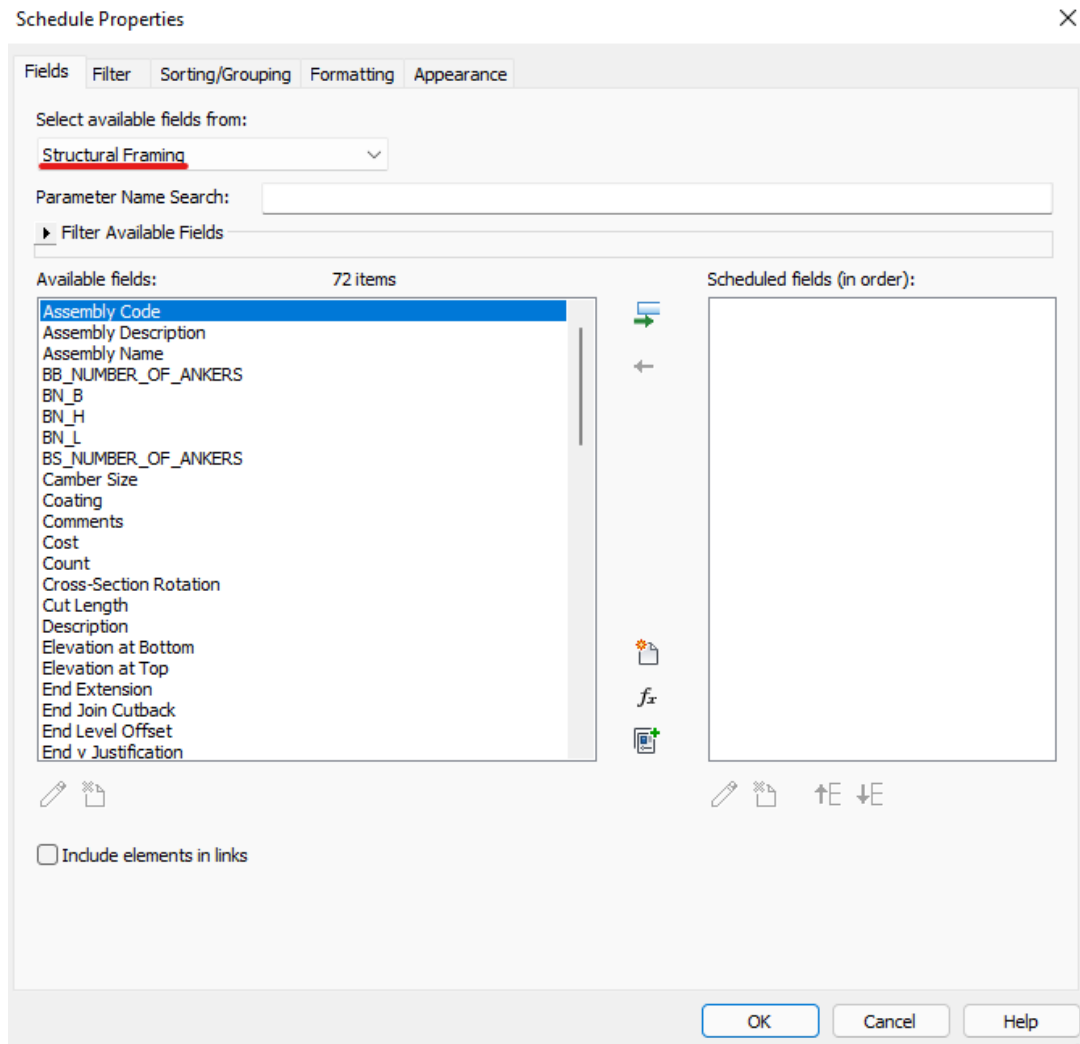 Schedule Properties
Fields Filter Sorting/Grouping Formatting Appearance
Select available fields from:
Structural Framing
Parameter Name Search:
Filter Available Fields
Available fields: 72 items Scheduled fields (in order):
Assembly Code
Assembly Description
Assembly Name
BB_NUMBER_OF_ANKERS
BN_B
BN_H
BN_L
BS_NUMBER_OF_ANKERS
Camber Size
Coating
Comments
Cost
Count
Cross-Section Rotation
Cut Length
Description
Elevation at Bottom
Elevation at Top
End Extension
End Join Cutback
End Level Offset
End y Justification
fx
Include elements in links
OK Cancel Help